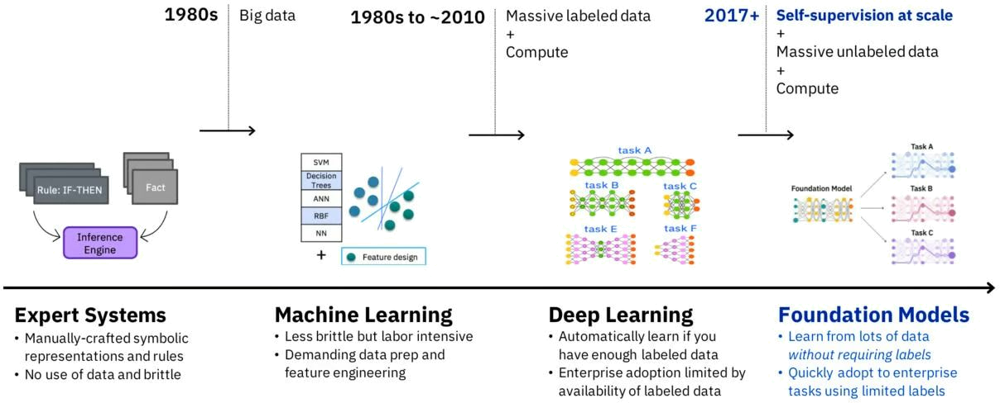 1980s
Big data
1980s to ~2010
Massive labeled data
+
Compute
2017+
Self-supervision at scale
+
Massive unlabeled data
+
Compute
Rule: IF-THEN
Fact
Inference
Engine
SVM
Decision
Trees
ANN
RBF
NN
+
Feature design
task A
task B
task C
task E
task F
Foundation Model
Task A
Task B
Task C
Expert Systems
• Manually-crafted symbolic
representations and rules
• No use of data and brittle
Machine Learning
• Less brittle but labor intensive
• Demanding data prep and
feature engineering
Deep Learning
• Automatically learn if you
have enough labeled data
• Enterprise adoption limited by
availability of labeled data
Foundation Models
• Learn from lots of data
without requiring labels
• Quickly adopt to enterprise
tasks using limited labels